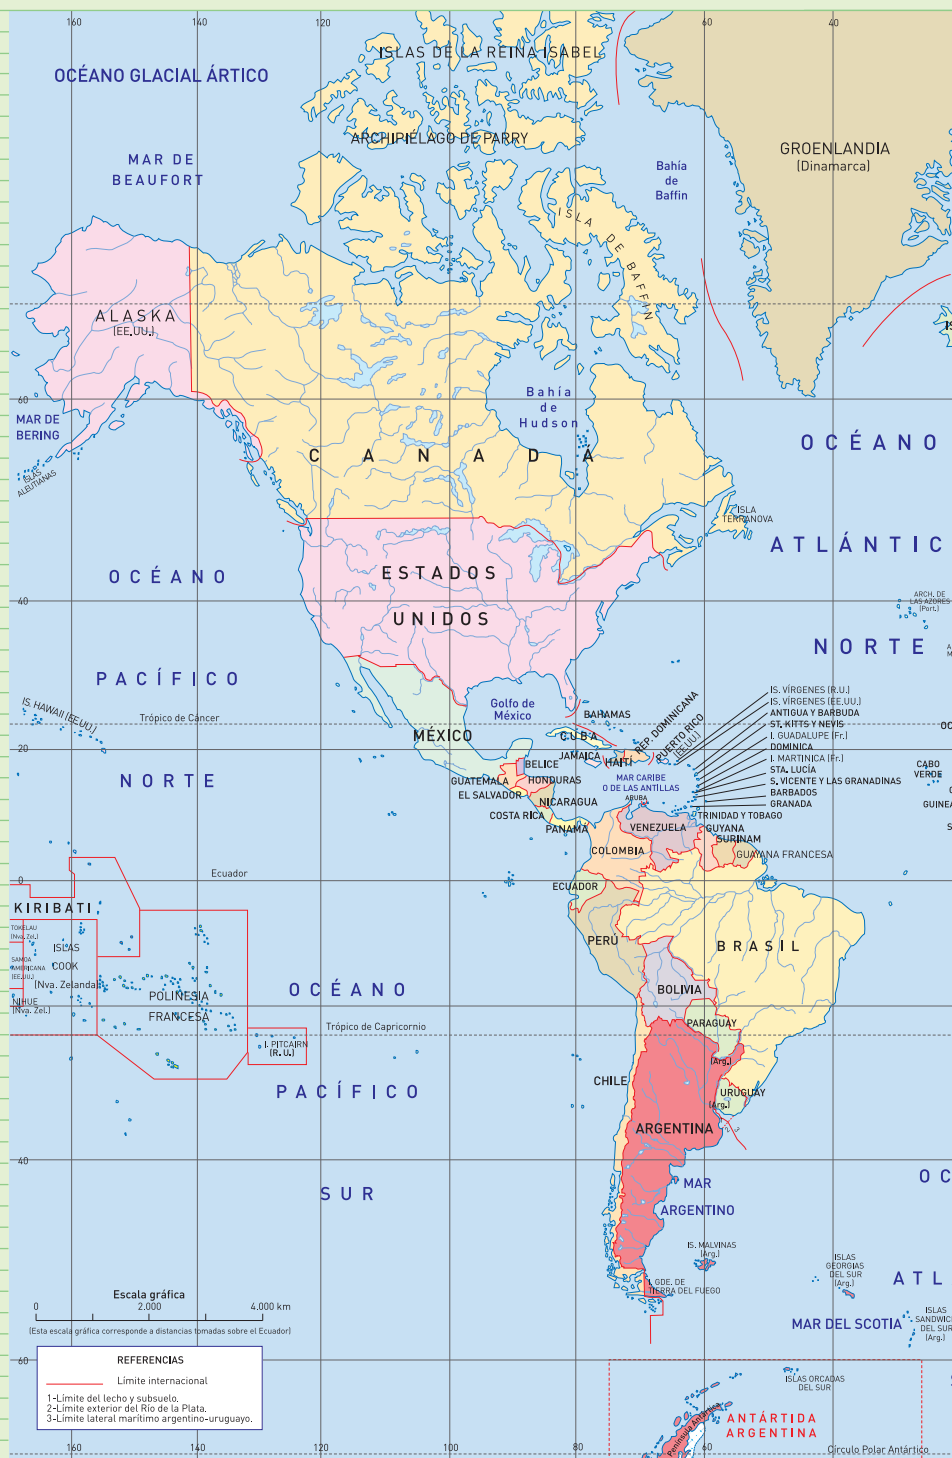 160
140
120
60
40
ISLAS DE LA REINA ISABEL
OCÉANO GLACIAL ÁRTICO
ARCHIPIÉLAGO DE PARRY
GROENLANDIA
(Dinamarca)
MAR DE
BEAUFORT
Bahía
de
Baffin
ISLA DE BAFFIN
ALASKA
(EE.UU.)
60
MAR DE
BERING
Bahía
de
Hudson
OCÉANO
CANADÁ
ISLAS
ALEUTIANAS
ISLA
TERRANOVA
ATLÁNTIC
OCÉANO
ESTADOS
UNIDOS
40
ARCH. DE
LAS AZORES
(Port.)
NORTE
PACÍFICO
IS. HAWAII (EE.UU.)
Trópico de Cáncer
Golfo de
México
BAHAMAS
REP. DOMINICANA
PUERTO RICO
(EE.UU.)
IS. VÍRGENES (R.U.)
IS. VÍRGENES (EE.UU.)
ANTIGUA Y BARBUDA
ST. KITTS Y NEVIS
I. GUADALUPE (Fr.)
DOMINICA
I. MARTINICA (Fr.)
STA. LUCÍA
S. VICENTE Y LAS GRANADINAS
BARBADOS
GRANADA
MÉXICO
CUBA
JAMAICA
HAITÍ
20
BELICE
CABO
VERDE
NORTE
GUATEMALA
HONDURAS
MAR CARIBE
O DE LAS ANTILLAS
EL SALVADOR
NICARAGUA
ARUBA
GUINEA
COSTA RICA
TRINIDAD Y TOBAGO
PANAMÁ
VENEZUELA
GUYANA
SURINAM
COLOMBIA
GUAYANA FRANCESA
Ecuador
0
ECUADOR
KIRIBATI
TOKELAU
(Nva. Zel.)
ISLAS
COOK
(Nva. Zelanda)
SAMOA
AMERICANA
(EE.UU.)
NIHUE
(Nva. Zel.)
PERÚ
BRASIL
POLINESIA
FRANCESA
OCÉANO
BOLIVIA
Trópico de Capricornio
PARAGUAY
I. PITCAIRN
(R. U.)
(Arg.)
CHILE
PACÍFICO
URUGUAY
(Arg.)
ARGENTINA
2
3
40
SUR
MAR
ARGENTINO
O C
IS. MALVINAS
(Arg.)
ISLAS
GEORGIAS
DEL SUR
(Arg.)
ATL
I. GDE. DE
TIERRA DEL FUEGO
Escala gráfica
0
2.000
4.000 km
(Esta escala gráfica corresponde a distancias tomadas sobre el Ecuador)
MAR DEL SCOTIA
ISLAS
SANDWIC
DEL SUR
(Arg.)
60
REFERENCIAS
Límite internacional
1-Límite del lecho y subsuelo.
2-Límite exterior del Río de la Plata.
3-Límite lateral marítimo argentino-uruguayo.
ISLAS ORCADAS
DEL SUR
Península Antártica
ANTÁRTIDA
ARGENTINA
Círculo Polar Antártico
160
140
120
100
80
60